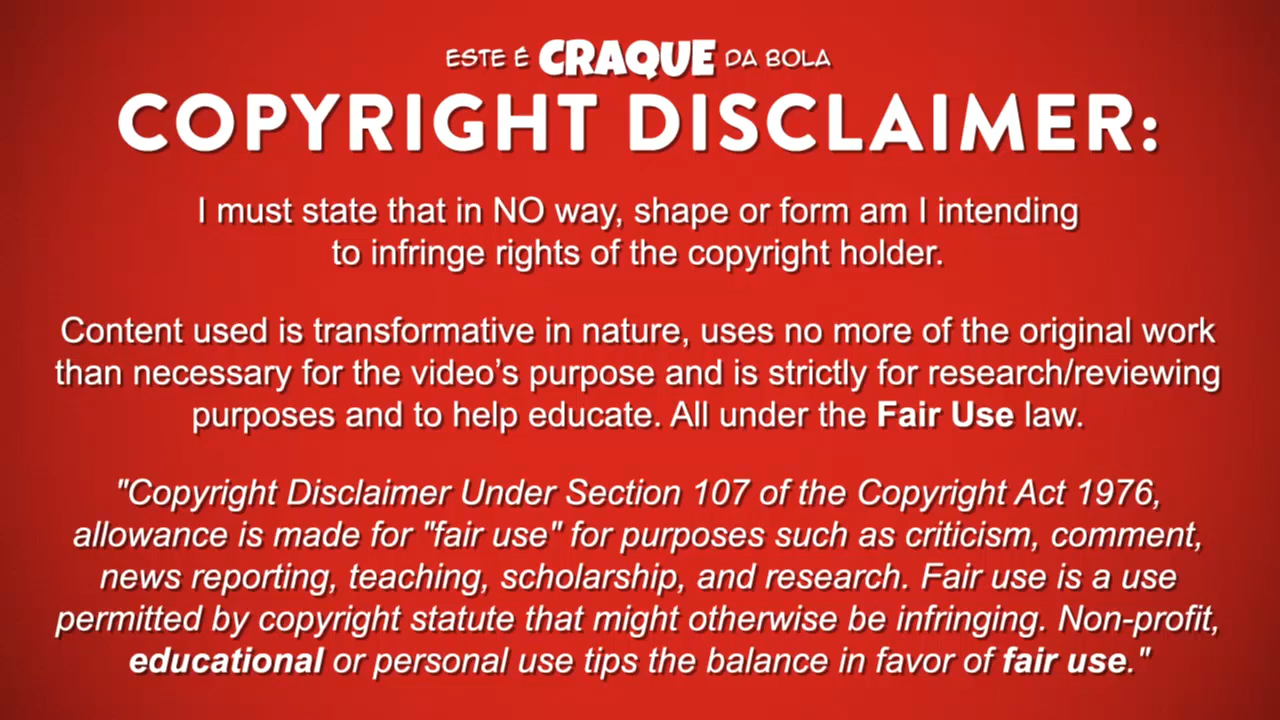 ESTE É CRAQUE DA BOLA
COPYRIGHT DISCLAIMER:
I must state that in NO way, shape or form am I intending
to infringe rights of the copyright holder.
Content used is transformative in nature, uses no more of the original work
than necessary for the video’s purpose and is strictly for research/reviewing
purposes and to help educate. All under the Fair Use law.
"Copyright Disclaimer Under Section 107 of the Copyright Act 1976,
allowance is made for "fair use" for purposes such as criticism, comment,
news reporting, teaching, scholarship, and research. Fair use is a use
permitted by copyright statute that might otherwise be infringing. Non-profit,
educational or personal use tips the balance in favor of fair use."